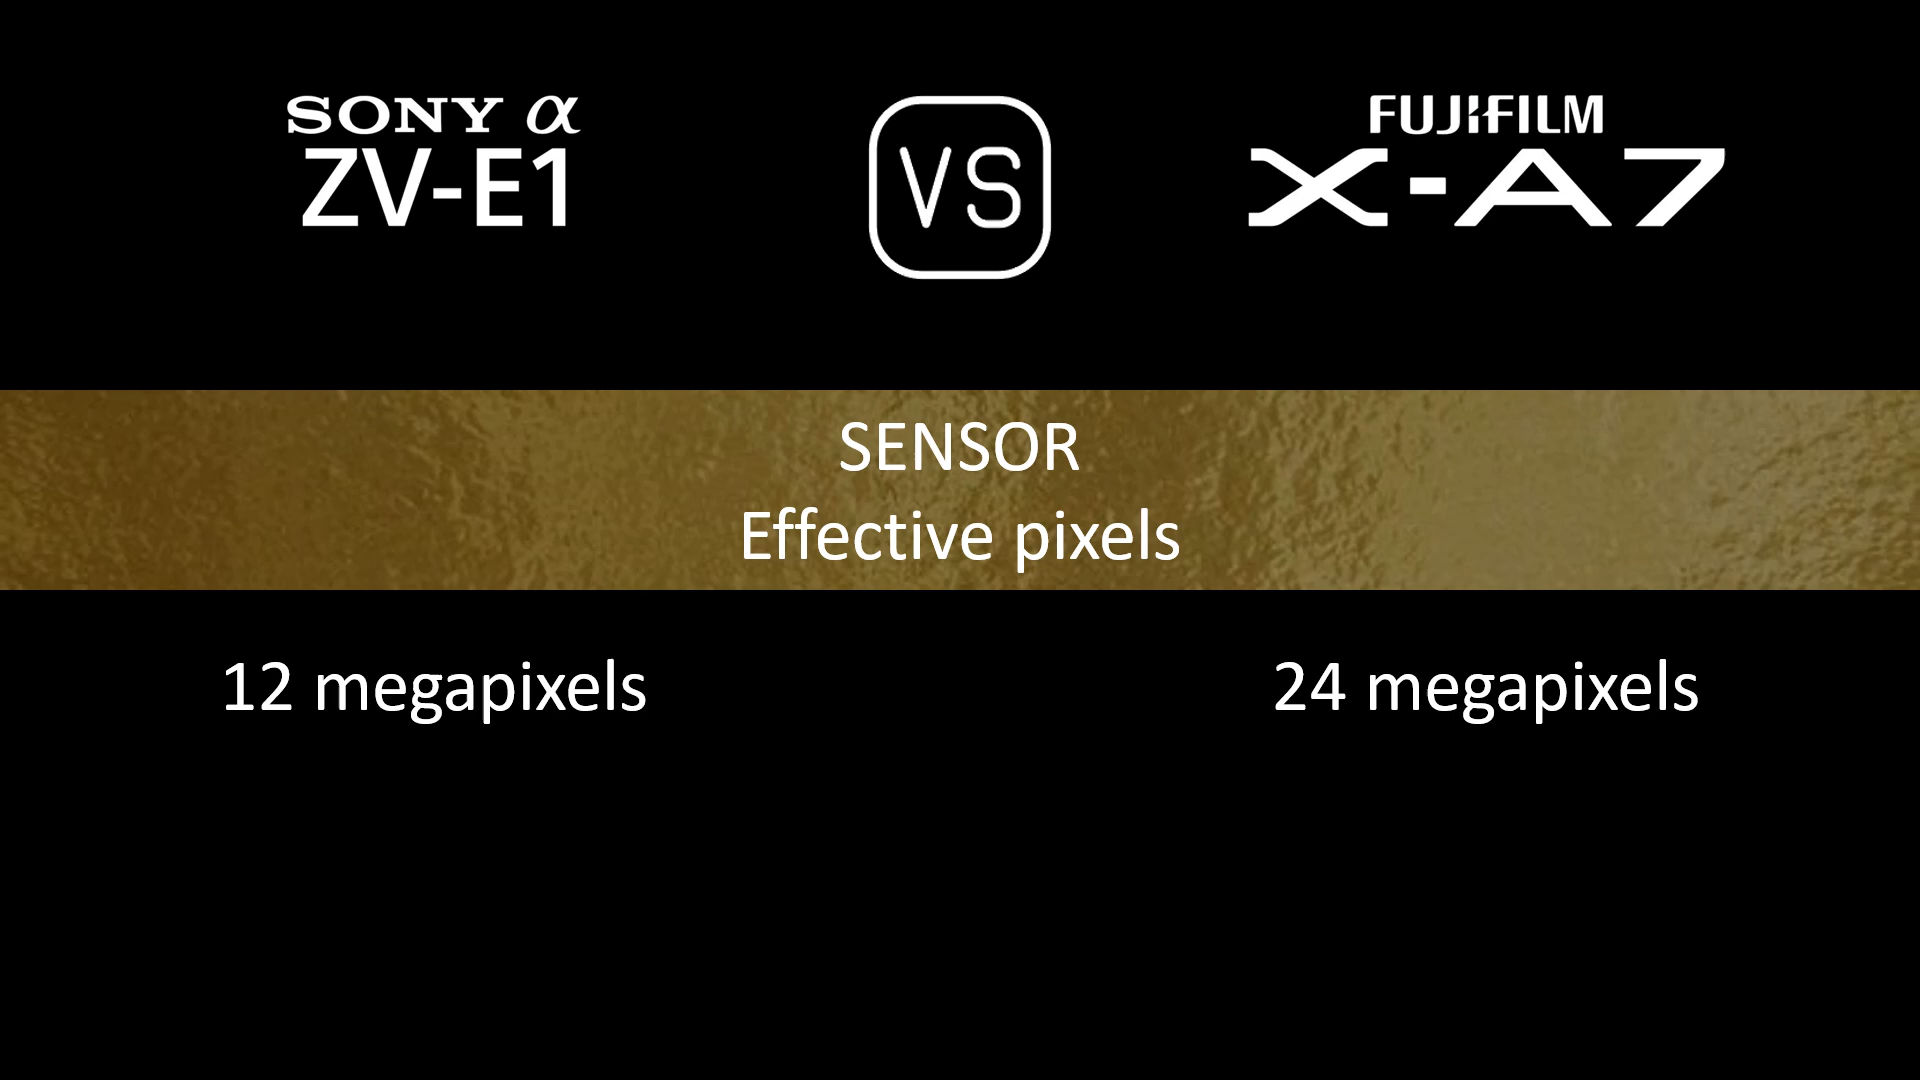 SONY α
ZV-E1
VS
FUJIFILM
X-A7
SENSOR
Effective pixels
12 megapixels
24 megapixels